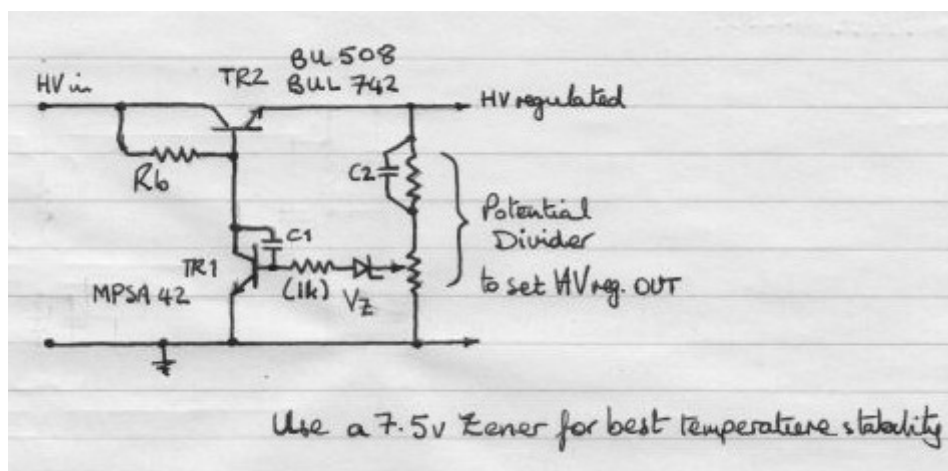 BU 508
TR2 BUL 742
HV in
HV regulated
Rb
C2
Potential
Divider
to set HV reg. OUT
C1
TR1
(1k)
VZ
MPSA 42
Use a 7.5v Zener for best temperature stability